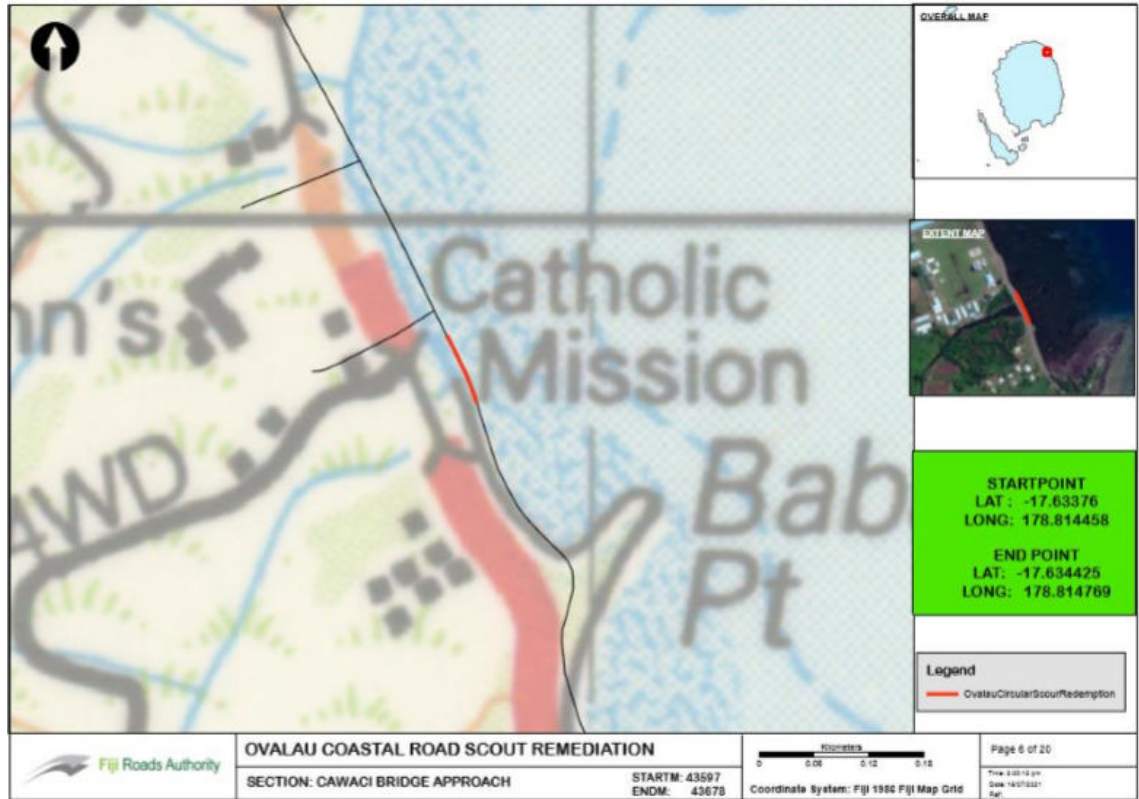 OVERALL MAP
nn's
Catholic
Mission
4WD
Bab
Pt
EXTENT MAP
STARTPOINT
LAT : -17.63376
LONG: 178.814458
END POINT
LAT: -17.634425
LONG: 178.814769
Legend
OvalauCircularScourRedemption
Fiji Roads Authority
OVALAU COASTAL ROAD SCOUT REMEDIATION
SECTION: CAWACI BRIDGE APPROACH
STARTM: 43597
ENDM: 43678
Kilometers
0 0.06 0.12 0.18
Coordinate System: Fiji 1986 Fiji Map Grid
Page 6 of 20
Ref: